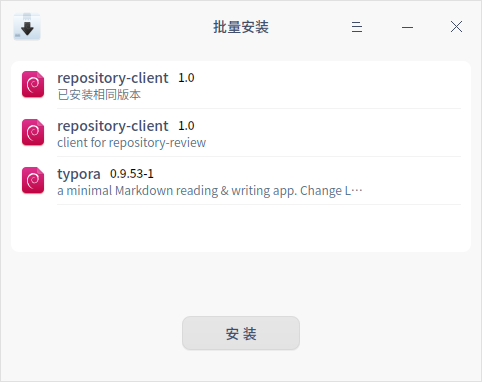 批量安装
repository-client 1.0
已安装相同版本
repository-client 1.0
client for repository-review
typora 0.9.53-1
a minimal Markdown reading & writing app. Change L⋯
安 装